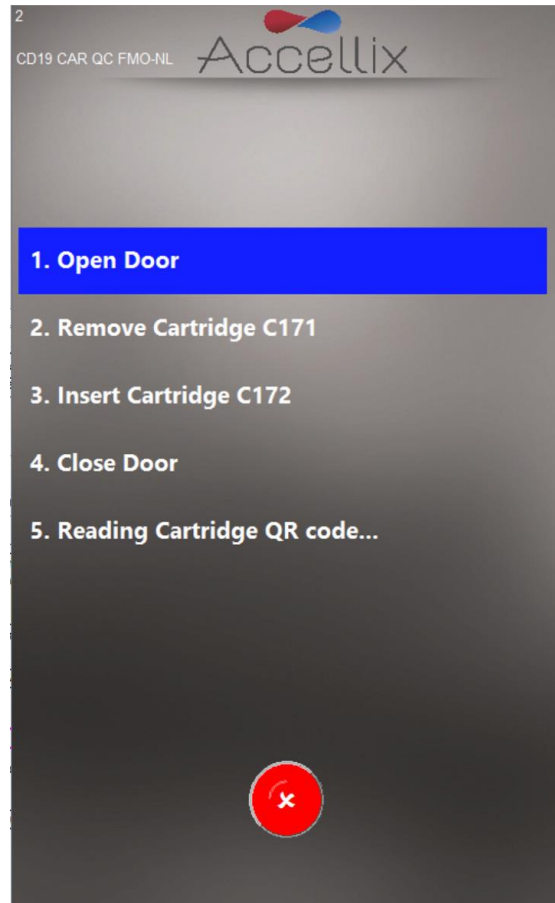 2
CD19 CAR QC FMO-NL
Accellix
1. Open Door
2. Remove Cartridge C171
3. Insert Cartridge C172
4. Close Door
5. Reading Cartridge QR code...